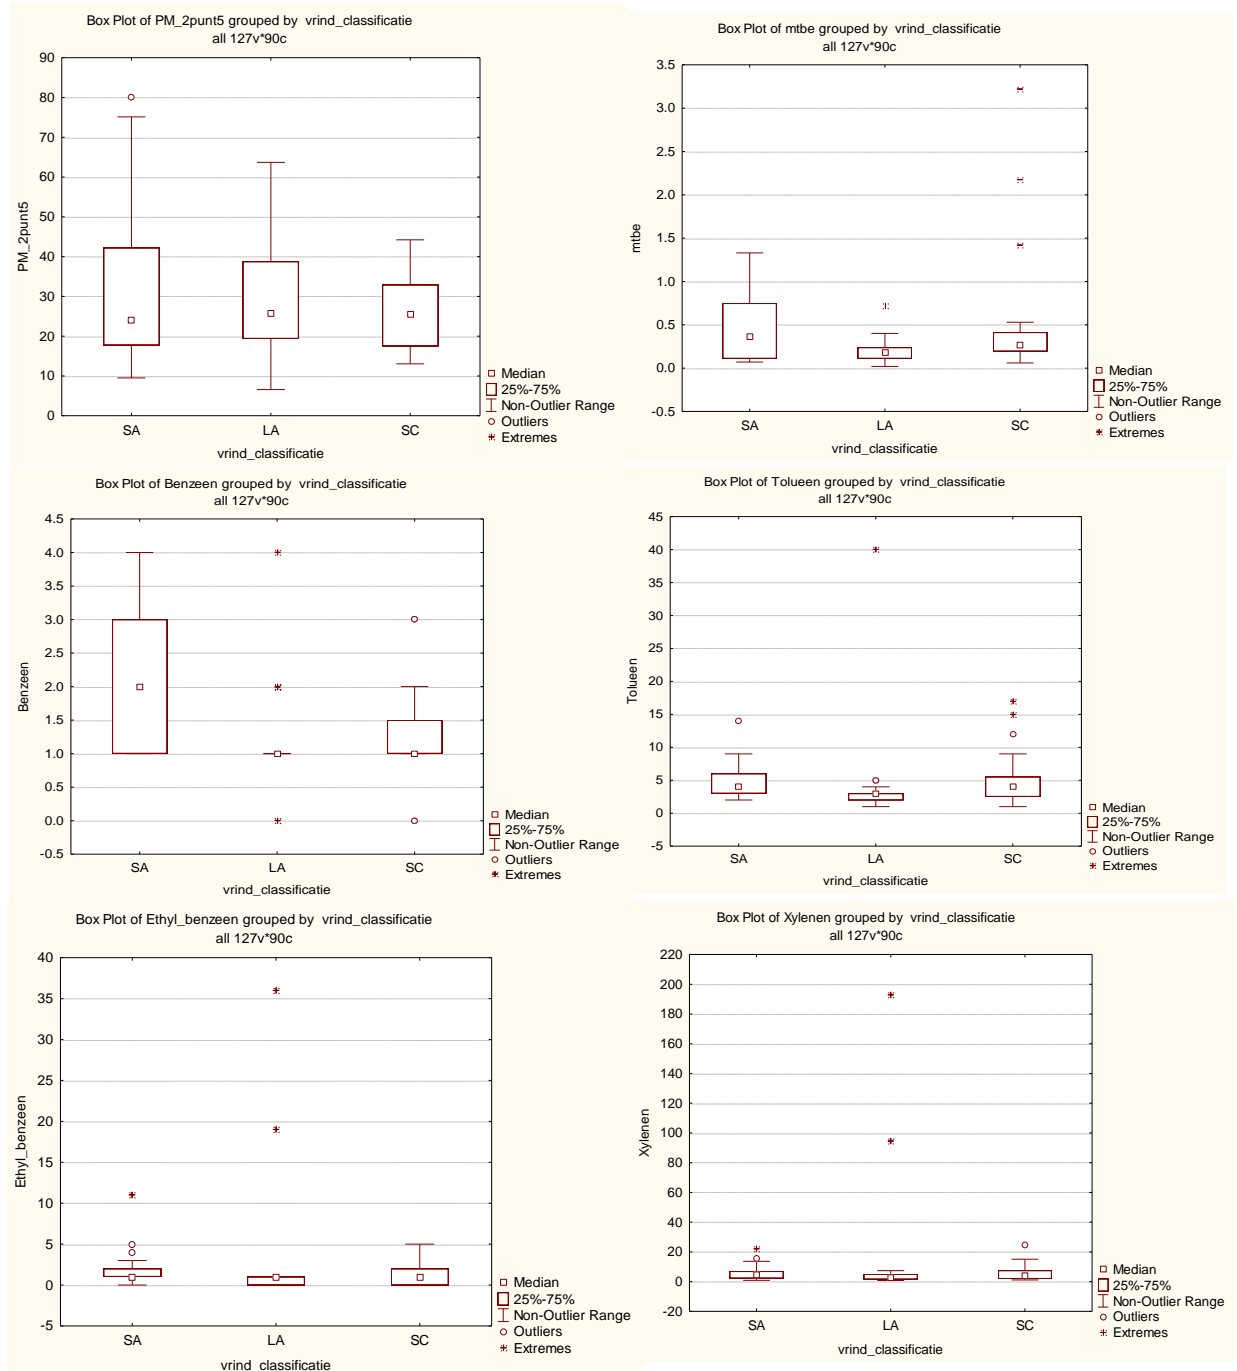 Box Plot of PM_2punt5 grouped by vrind_classificatie
all 127v*90c
90
80
70
60
50
40
30
20
10
0
PM_2punt5
SA LA SC
vrind_classificatie
Median
25%-75%
Non-Outlier Range
Outliers
Extremes
Box Plot of mtbe grouped by vrind_classificatie
all 127v*90c
3.5
3.0
2.5
2.0
1.5
1.0
0.5
0.0
-0.5
mtbe
SA LA SC
vrind_classificatie
Median
25%-75%
Non-Outlier Range
Outliers
Extremes
Box Plot of Benzeen grouped by vrind_classificatie
all 127v*90c
4.5
4.0
3.5
3.0
2.5
2.0
1.5
1.0
0.5
0.0
-0.5
Benzeen
SA LA SC
vrind_classificatie
Median
25%-75%
Non-Outlier Range
Outliers
Extremes
Box Plot of Tolueen grouped by vrind_classificatie
all 127v*90c
45
40
35
30
25
20
15
10
5
0
-5
Tolueen
SA LA SC
vrind_classificatie
Median
25%-75%
Non-Outlier Range
Outliers
Extremes
Box Plot of Ethyl_benzeen grouped by vrind_classificatie
all 127v*90c
40
35
30
25
20
15
10
5
0
-5
Ethyl_benzeen
SA LA SC
vrind_classificatie
Median
25%-75%
Non-Outlier Range
Outliers
Extremes
Box Plot of Xylenen grouped by vrind_classificatie
all 127v*90c
220
200
180
160
140
120
100
80
60
40
20
0
-20
Xylenen
SA LA SC
vrind_classificatie
Median
25%-75%
Non-Outlier Range
Outliers
Extremes